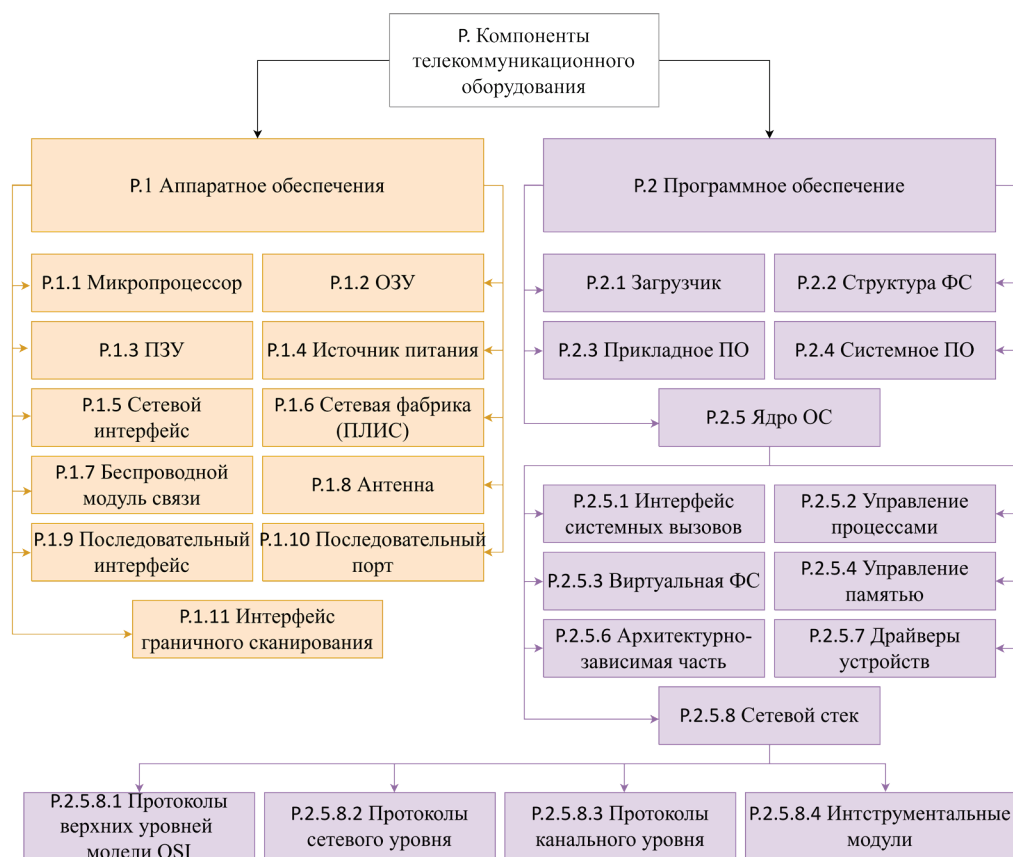 P. Компоненты
телекоммуникационного
оборудования
P.1 Аппаратное обеспечения
P.2 Программное обеспечение
P.1.1 Микропроцессор
P.1.2 ОЗУ
P.2.1 Загрузчик
P.2.2 Структура ФС
P.1.3 ПЗУ
P.1.4 Источник питания
P.2.3 Прикладное ПО
P.2.4 Системное ПО
P.1.5 Сетевой
интерфейс
P.1.6 Сетевая фабрика
(ПЛИС)
P.2.5 Ядро ОС
P.1.7 Беспроводной
модуль связи
P.1.8 Антенна
P.2.5.1 Интерфейс
системных вызовов
P.2.5.2 Управление
процессами
P.1.9 Последовательный
интерфейс
P.1.10 Последовательный
порт
P.2.5.3 Виртуальная ФС
P.2.5.4 Управление
памятью
P.1.11 Интерфейс
граничного сканирования
P.2.5.6 Архитектурно-
зависимая часть
P.2.5.7 Драйверы
устройств
P.2.5.8 Сетевой стек
P.2.5.8.1 Протоколы
верхних уровней
модели OSI
P.2.5.8.2 Протоколы
сетевого уровня
P.2.5.8.3 Протоколы
канального уровня
P.2.5.8.4 Интструментальные
модули